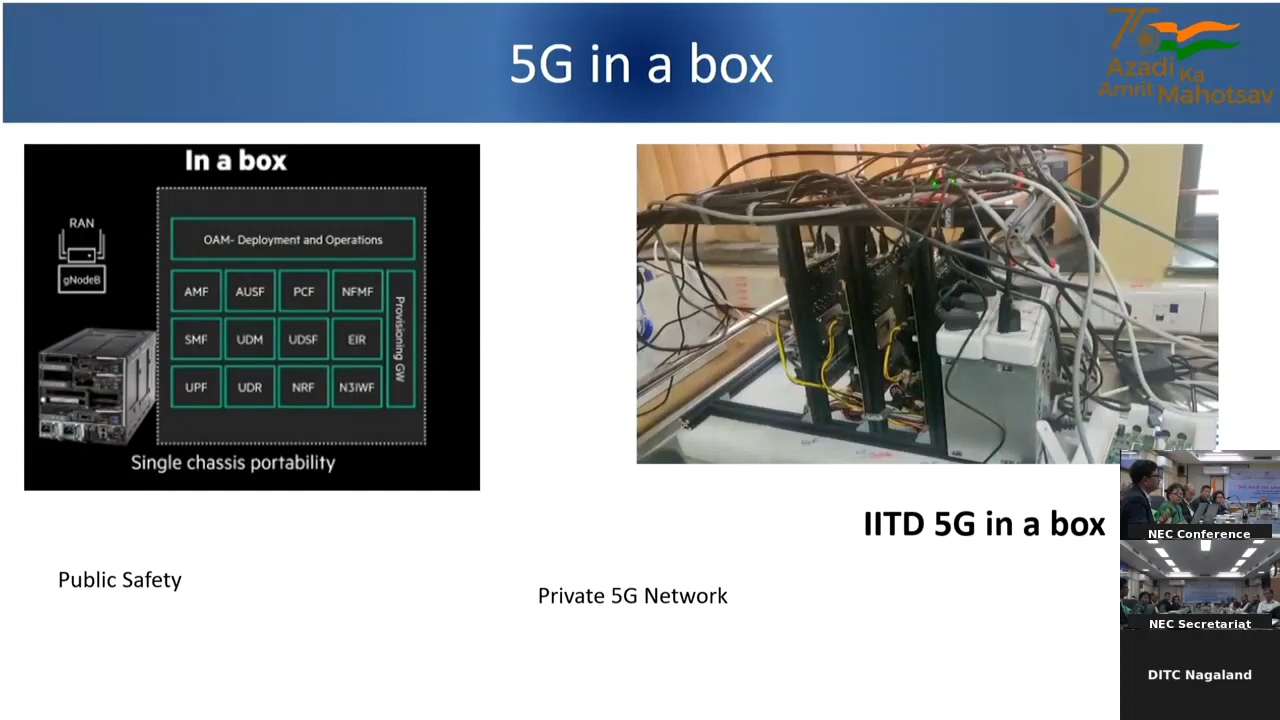 5G in a box
75
Azadi Ka
Amrit Mahotsav
In a box
RAN
gNodeB
OAM- Deployment and Operations
AMF AUSF PCF NFMF
SMF UDM UDSF EIR
UPF UDR NRF N3IWF
Provisioning GW
Single chassis portability
IITD 5G in a box
Public Safety
Private 5G Network
NEC Conference
NEC Secretariat
DITC Nagaland